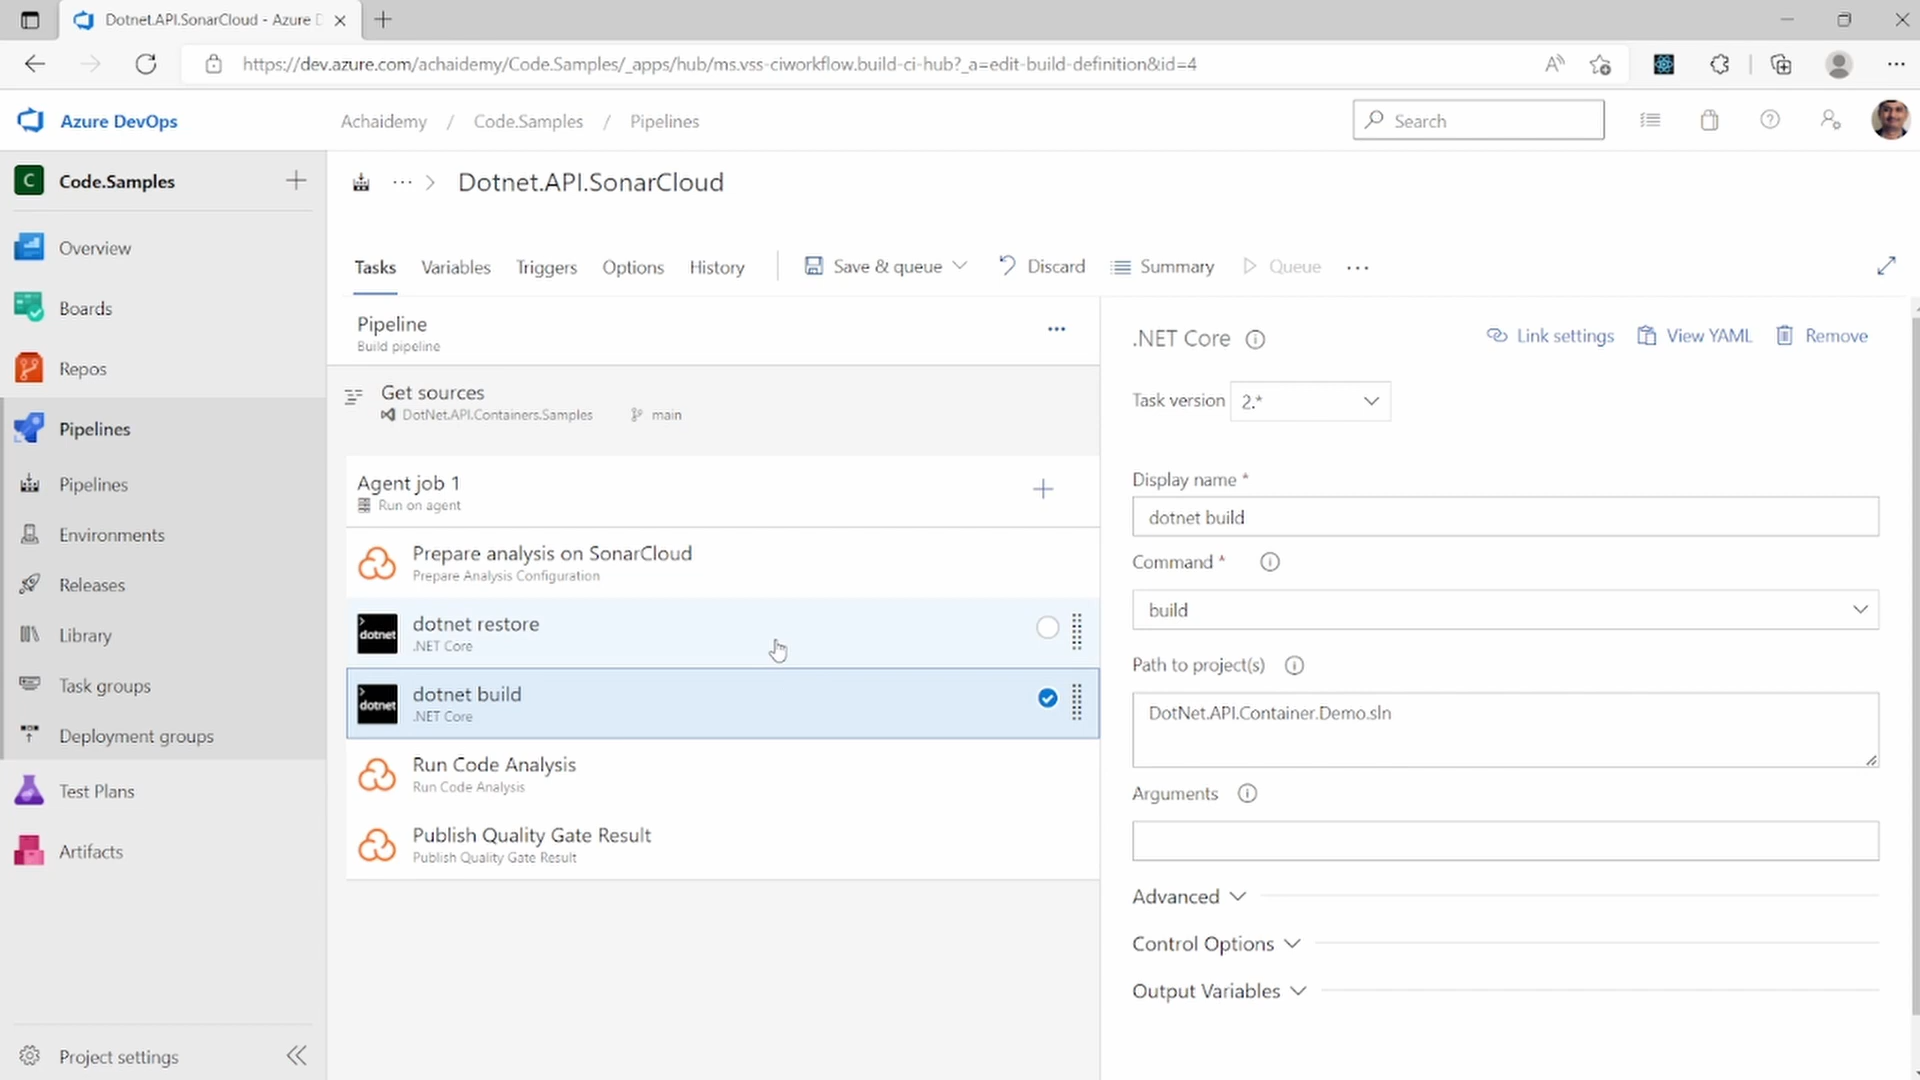 Dotnet.API.SonarCloud - Azure D
https://dev.azure.com/achaidemy/Code.Samples/_apps/hub/ms.vss-ciworkflow.build-ci-hub?_a=edit-build-definition&id=4
Azure DevOps
Achaidemy / Code.Samples / Pipelines
Search
C
Code.Samples
Overview
Boards
Repos
Pipelines
Pipelines
Environments
Releases
Library
Task groups
Deployment groups
Test Plans
Artifacts
Project settings
Dotnet.API.SonarCloud
Tasks
Variables
Triggers
Options
History
Save & queue
Discard
Summary
Queue
Pipeline
Build pipeline
Get sources
DotNet.API.Containers.Samples
main
Agent job 1
Run on agent
Prepare analysis on SonarCloud
Prepare Analysis Configuration
dotnet
dotnet restore
.NET Core
dotnet
dotnet build
.NET Core
Run Code Analysis
Run Code Analysis
Publish Quality Gate Result
Publish Quality Gate Result
.NET Core
Link settings
View YAML
Remove
Task version
2.*
Display name *
dotnet build
Command *
build
Path to project(s)
DotNet.API.Container.Demo.sln
Arguments
Advanced
Control Options
Output Variables